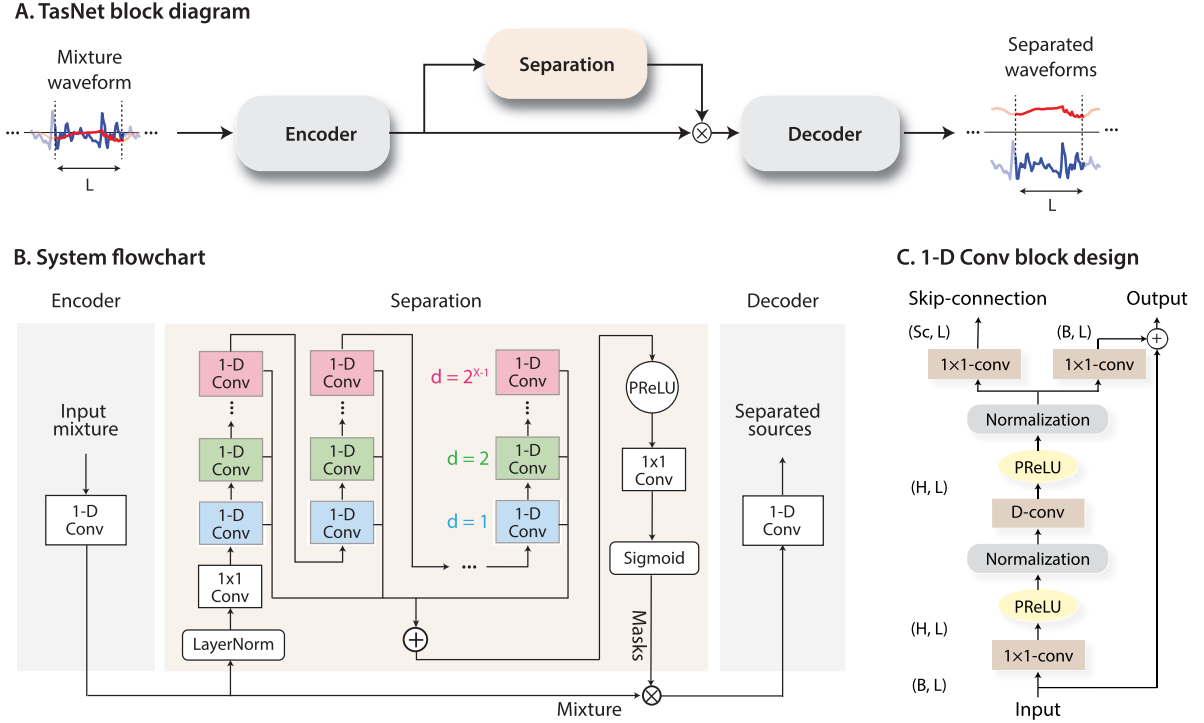 A. TasNet block diagram
Mixture
waveform
...
...
L
Encoder
Separation
Decoder
Separated
waveforms
...
...
L
B. System flowchart
Encoder
Separation
Decoder
Input
mixture
1-D
Conv
1-D
Conv
...
1-D
Conv
1-D
Conv
1x1
Conv
LayerNorm
1-D
Conv
...
1-D
Conv
1-D
Conv
...
d = 2^{X-1}
1-D
Conv
...
d = 2
1-D
Conv
d = 1
1-D
Conv
PReLU
1x1
Conv
Sigmoid
Masks
Mixture
Separated
sources
1-D
Conv
C. 1-D Conv block design
Skip-connection
Output
(Sc, L)
(B, L)
1×1-conv
1×1-conv
Normalization
PReLU
(H, L)
D-conv
Normalization
PReLU
(H, L)
1×1-conv
(B, L)
Input